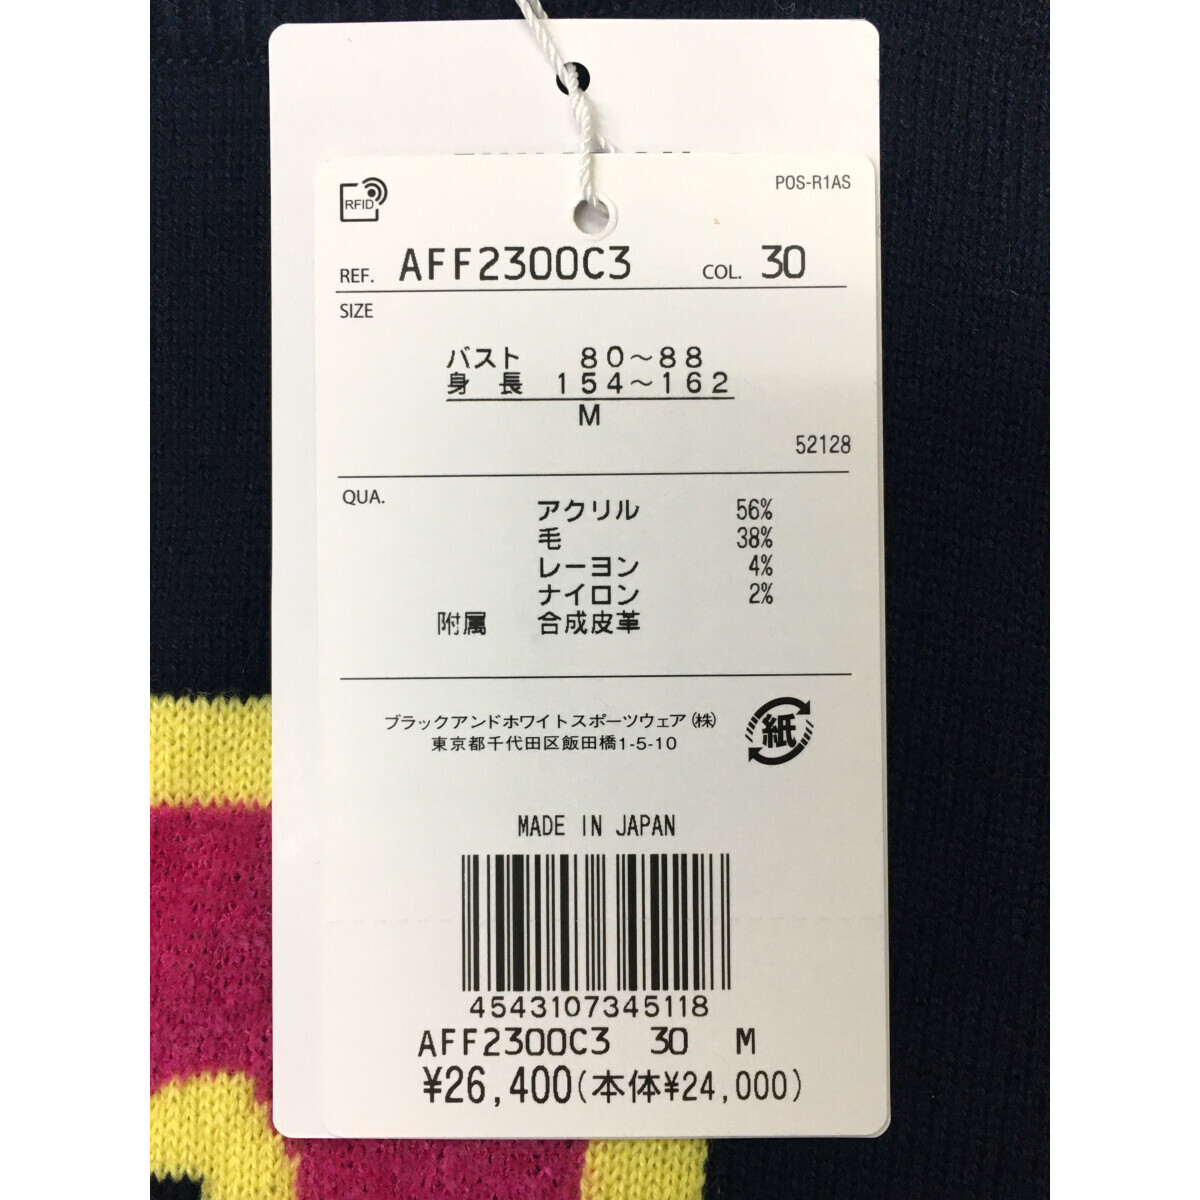 POS-R1AS
RFID
REF. AFF2300C3 COL. 30
SIZE
バスト 80~88
身 長 154~162
M
52128
QUA.
アクリル 56%
毛 38%
レーヨン 4%
ナイロン 2%
附属 合成皮革
ブラックアンドホワイトスポーツウェア(株)
東京都千代田区飯田橋1-5-10
紙
MADE IN JAPAN
4543107345118
AFF2300C3 30 M
¥26,400(本体¥24,000)